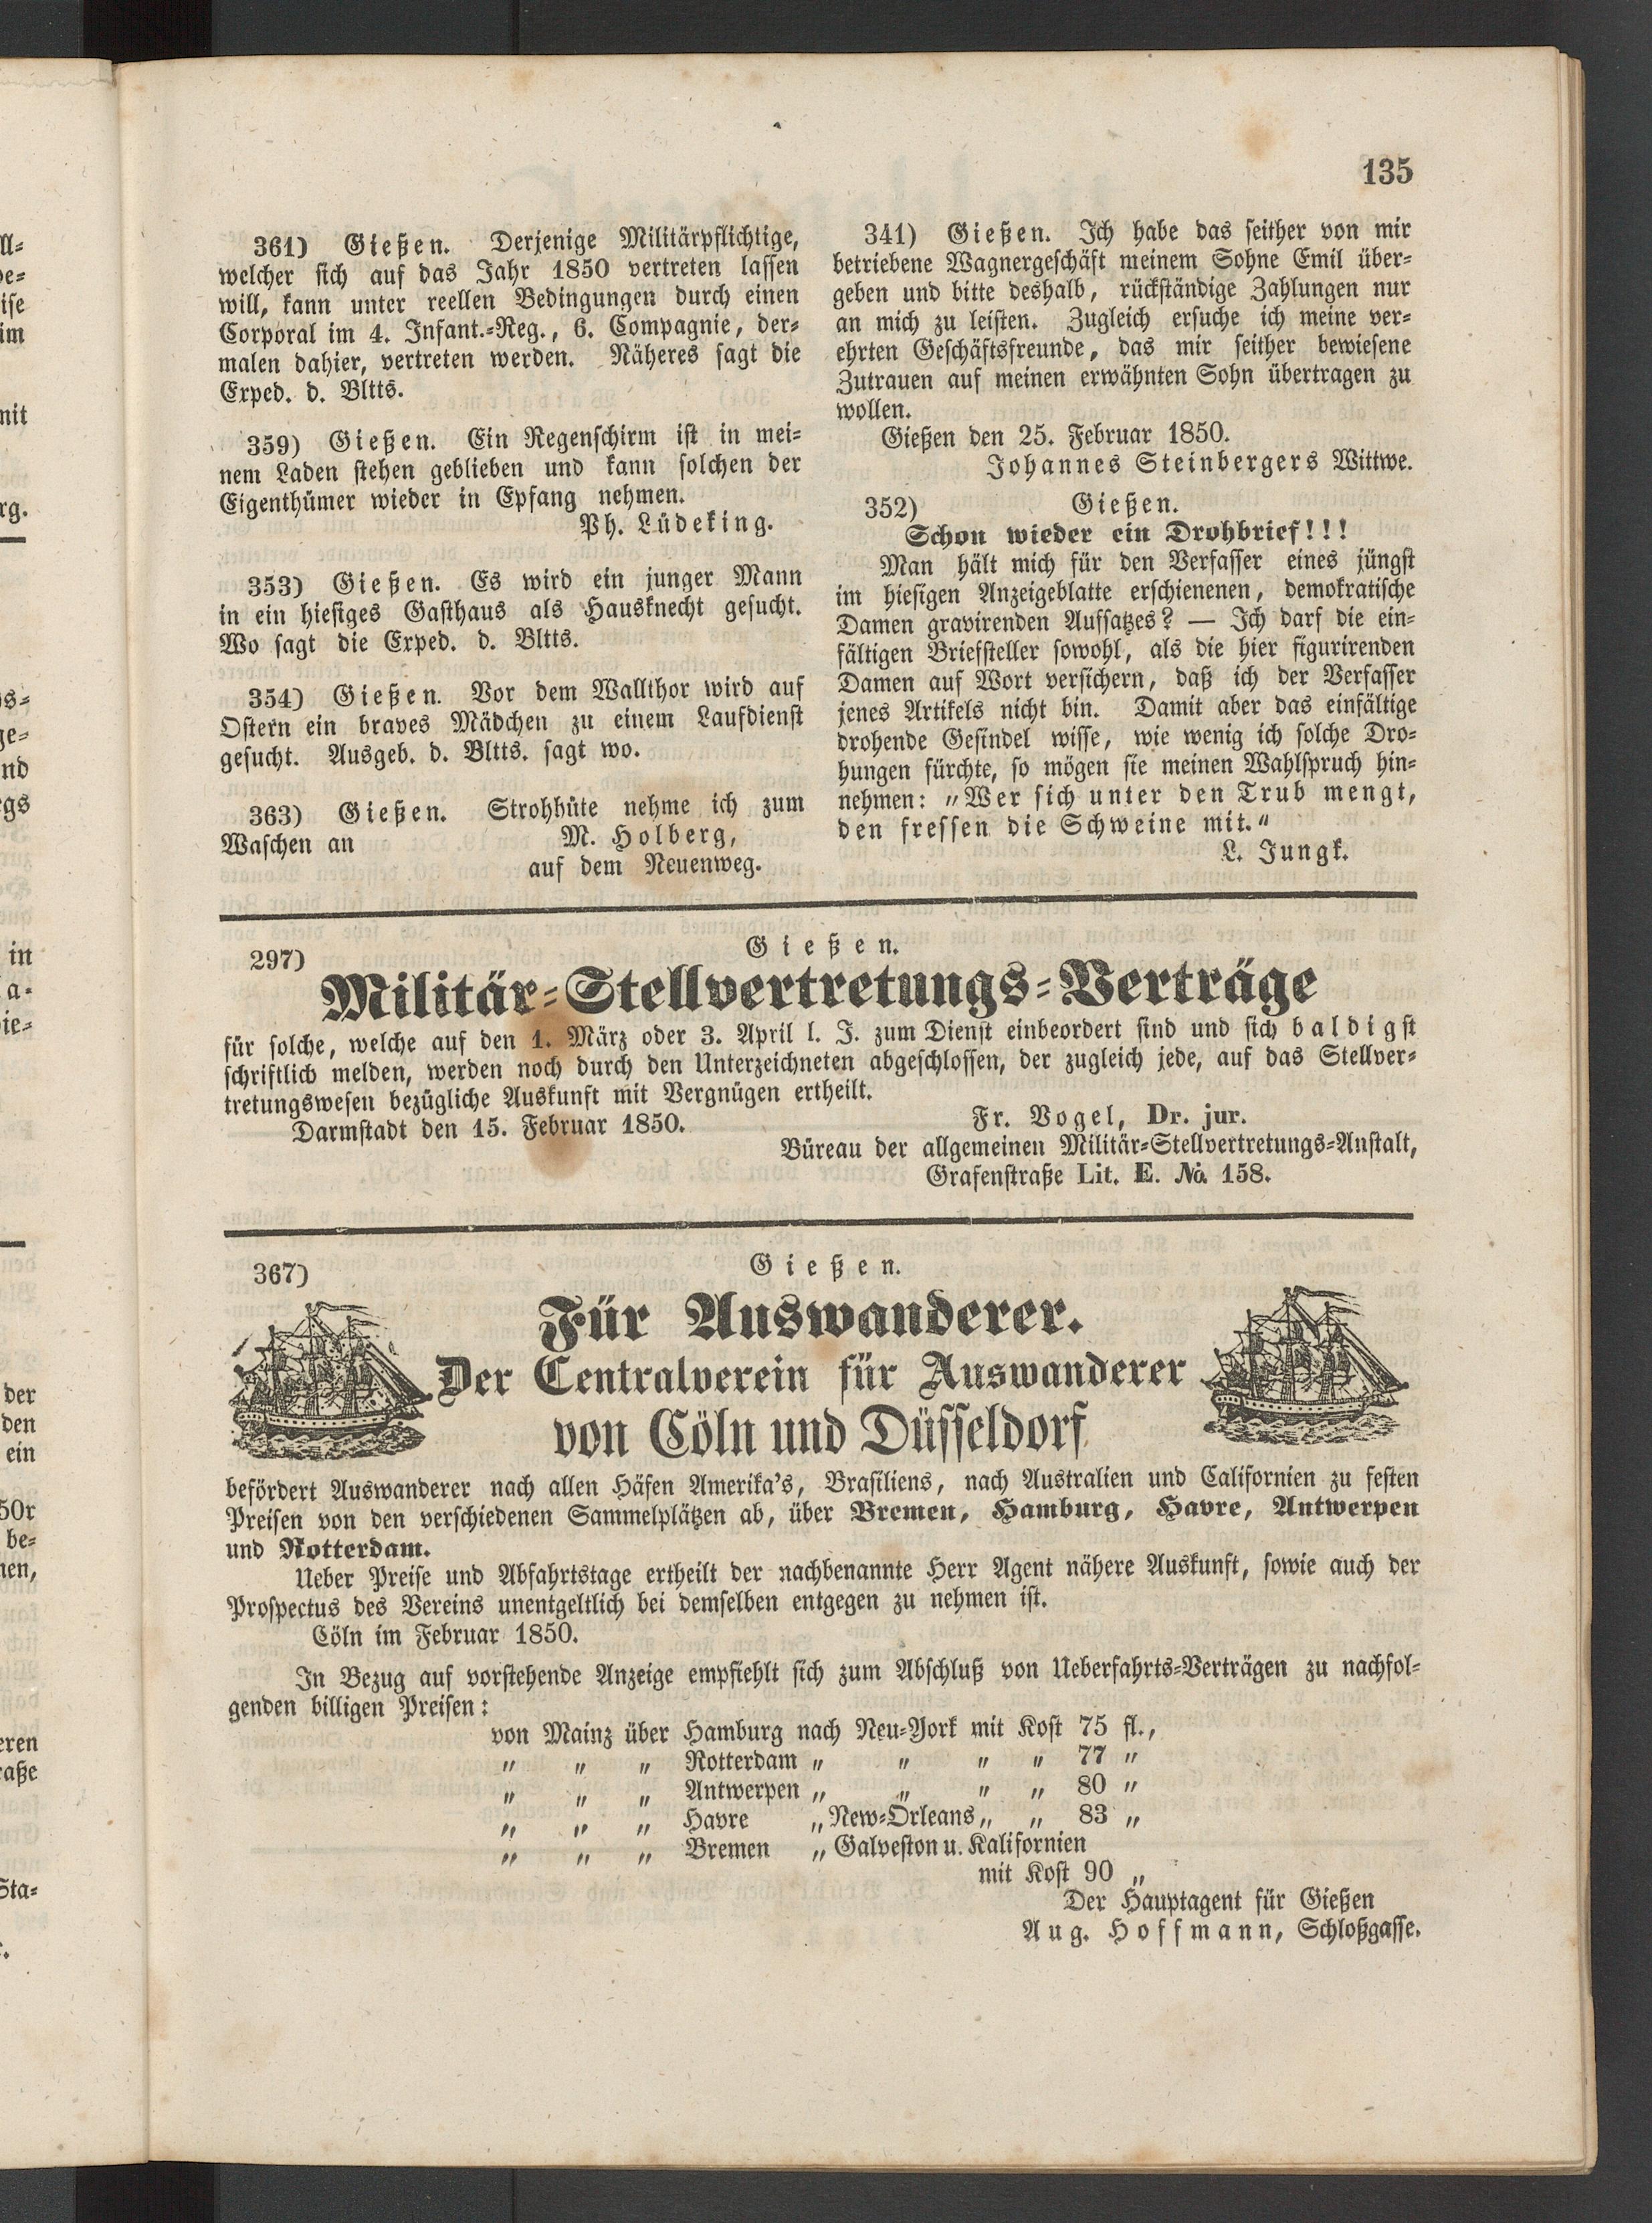 135
361) Gießen. Derjenige Militärpflichtige,
welcher sich auf das Jahr 1850 vertreten lassen
will, kann unter reellen Bedingungen durch einen
Corporal im 4. Infant.-Reg., 6. Compagnie, der-
malen dahier, vertreten werden. Näheres sagt die
Exped. d. Bltts.
359) Gießen. Ein Regenschirm ist in mei-
nem Laden stehen geblieben und kann solchen der
Eigenthümer wieder in Epfang nehmen.
Ph. Lüdeking.
353) Gießen. Es wird ein junger Mann
in ein hiesiges Gasthaus als Hausknecht gesucht.
Wo sagt die Exped. d. Bltts.
354) Gießen. Vor dem Wallthor wird auf
Ostern ein braves Mädchen zu einem Laufdienst
gesucht. Ausgeb. d. Bltts. sagt wo.
363) Gießen. Strohhüte nehme ich zum
Waschen an M. Holberg,
auf dem Neuenweg.
341) Gießen. Ich habe das seither von mir
betriebene Wagnergeschäft meinem Sohne Emil über-
geben und bitte deshalb, rückständige Zahlungen nur
an mich zu leisten. Zugleich ersuche ich meine ver-
ehrten Geschäftsfreunde, das mir seither bewiesene
Zutrauen auf meinen erwähnten Sohn übertragen zu
wollen.
Gießen den 25. Februar 1850.
Johannes Steinbergers Wittwe.
352) Gießen.
Schon wieder ein Drohbrief!!!
Man hält mich für den Verfasser eines jüngst
im hiesigen Anzeigeblatte erschienenen, demokratische
Damen gravirenden Aufsatzes? — Ich darf die ein-
fältigen Briefsteller sowohl, als die hier figurirenden
Damen auf Wort versichern, daß ich der Verfasser
jenes Artikels nicht bin. Damit aber das einfältige
drohende Gesindel wisse, wie wenig ich solche Dro-
hungen fürchte, so mögen sie meinen Wahlspruch hin-
nehmen: „Wer sich unter den Trub mengt,
den fressen die Schweine mit."
L. Jungk.
297) Gießen.
Militär-Stellvertretungs-Verträge
für solche, welche auf den 1. März oder 3. April l. J. zum Dienst einbeordert sind und sich baldigst
schriftlich melden, werden noch durch den Unterzeichneten abgeschlossen, der zugleich jede, auf das Stellver-
tretungswesen bezügliche Auskunft mit Vergnügen ertheilt.
Darmstadt den 15. Februar 1850.
Fr. Vogel, Dr. jur.
Büreau der allgemeinen Militär-Stellvertretungs-Anstalt,
Grafenstraße Lit. E. № 158.
367) Gießen.
Für Auswanderer.
Der Centralverein für Auswanderer
von Cöln und Düsseldorf
befördert Auswanderer nach allen Häfen Amerika's, Brasiliens, nach Australien und Californien zu festen
Preisen von den verschiedenen Sammelplätzen ab, über Bremen, Hamburg, Havre, Antwerpen
und Rotterdam.
Ueber Preise und Abfahrtstage ertheilt der nachbenannte Herr Agent nähere Auskunft, sowie auch der
Prospectus des Vereins unentgeltlich bei demselben entgegen zu nehmen ist.
Cöln im Februar 1850.
In Bezug auf vorstehende Anzeige empfiehlt sich zum Abschluß von Ueberfahrts-Verträgen zu nachfol-
genden billigen Preisen:
von Mainz über Hamburg nach Neu-York mit Kost 75 fl.,
„ „ „ Rotterdam „ „ „ „ 77 „
„ „ „ Antwerpen „ „ „ „ 80 „
„ „ „ Havre „ New-Orleans „ „ 83 „
„ „ „ Bremen „ Galveston u. Kalifornien
mit Kost 90 „
Der Hauptagent für Gießen
Aug. Hoffmann, Schloßgasse.